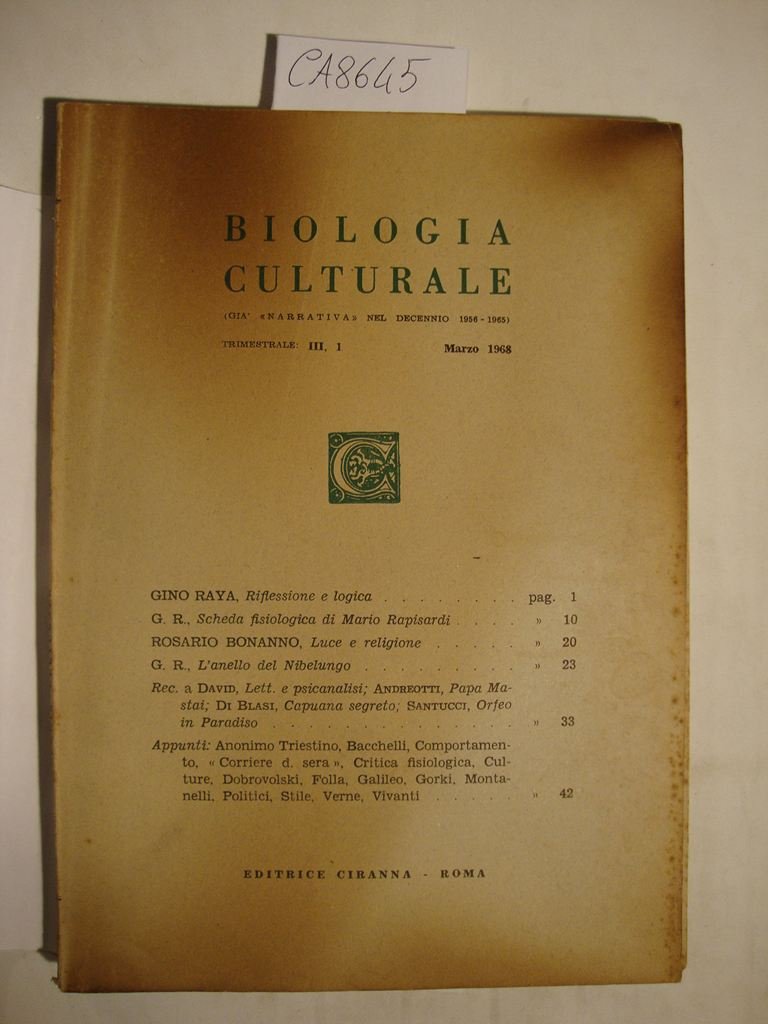 CA8645
BIOLOGIA
CULTURALE
(GIA' «NARRATIVA» NEL DECENNIO 1956 - 1965)
TRIMESTRALE: III, 1 Marzo 1968
C
GINO RAYA, Riflessione e logica . . . . . . . . pag. 1
G. R., Scheda fisiologica di Mario Rapisardi . . . . » 10
ROSARIO BONANNO, Luce e religione . . . . . » 20
G. R., L'anello del Nibelungo . . . . . . . . . » 23
Rec. a DAVID, Lett. e psicanalisi; ANDREOTTI, Papa Ma-
stai; DI BLASI, Capuana segreto; SANTUCCI, Orfeo
in Paradiso . . . . . . . . . . . . . . » 33
Appunti: Anonimo Triestino, Bacchelli, Comportamen-
to, «Corriere d. sera», Critica fisiologica, Cul-
ture, Dobrovolski, Folla, Galileo, Gorki, Monta-
nelli, Politici, Stile, Verne, Vivanti . . . . . » 42
EDITRICE CIRANNA - ROMA